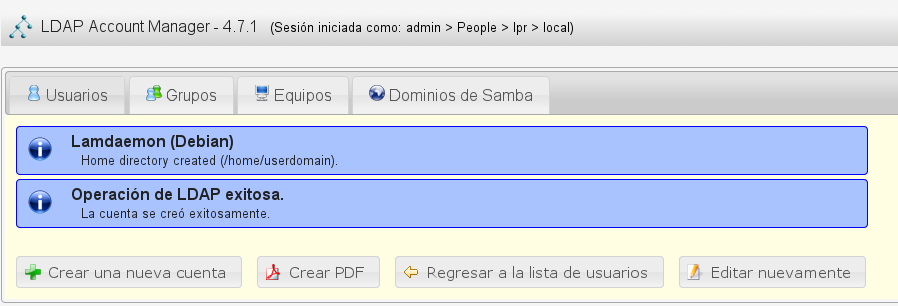 LDAP Account Manager - 4.7.1 (Sesión iniciada como: admin > People > lpr > local)
Usuarios Grupos Equipos Dominios de Samba
Lamdaemon (Debian)
Home directory created (/home/userdomain).
Operación de LDAP exitosa.
La cuenta se creó exitosamente.
Crear una nueva cuenta Crear PDF Regresar a la lista de usuarios Editar nuevamente